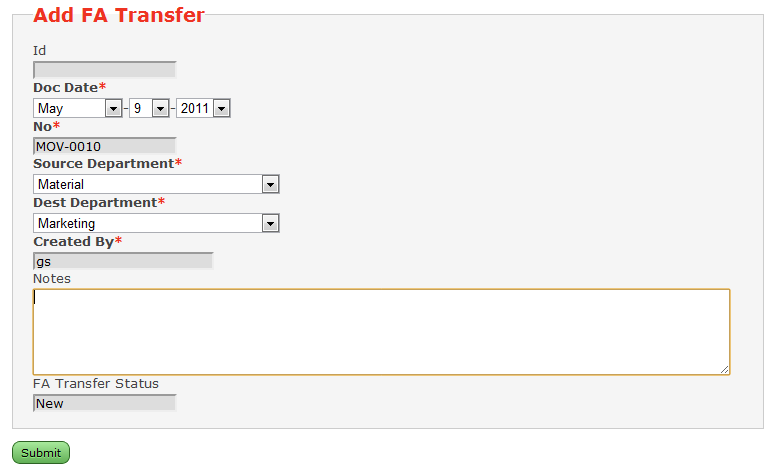 Add FA Transfer
Id
Doc Date*
May - 9 - 2011
No*
MOV-0010
Source Department*
Material
Dest Department*
Marketing
Created By*
gs
Notes
FA Transfer Status
New
Submit